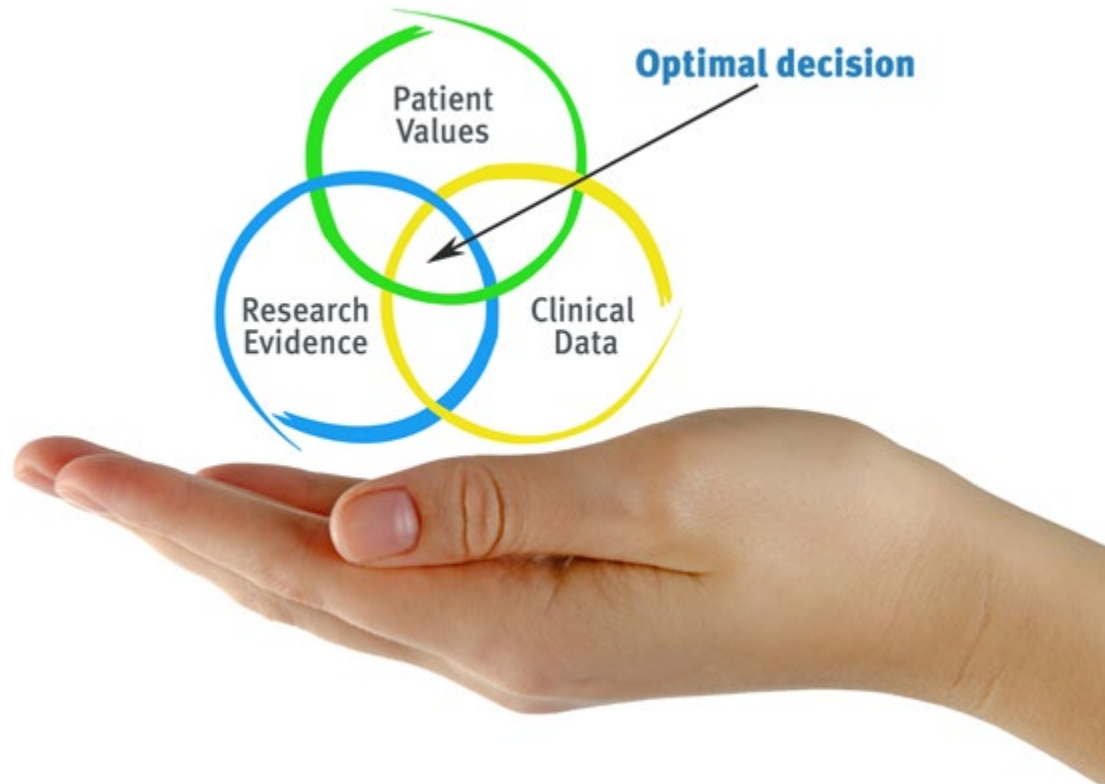 Optimal decision
Patient
Values
Research
Evidence
Clinical
Data